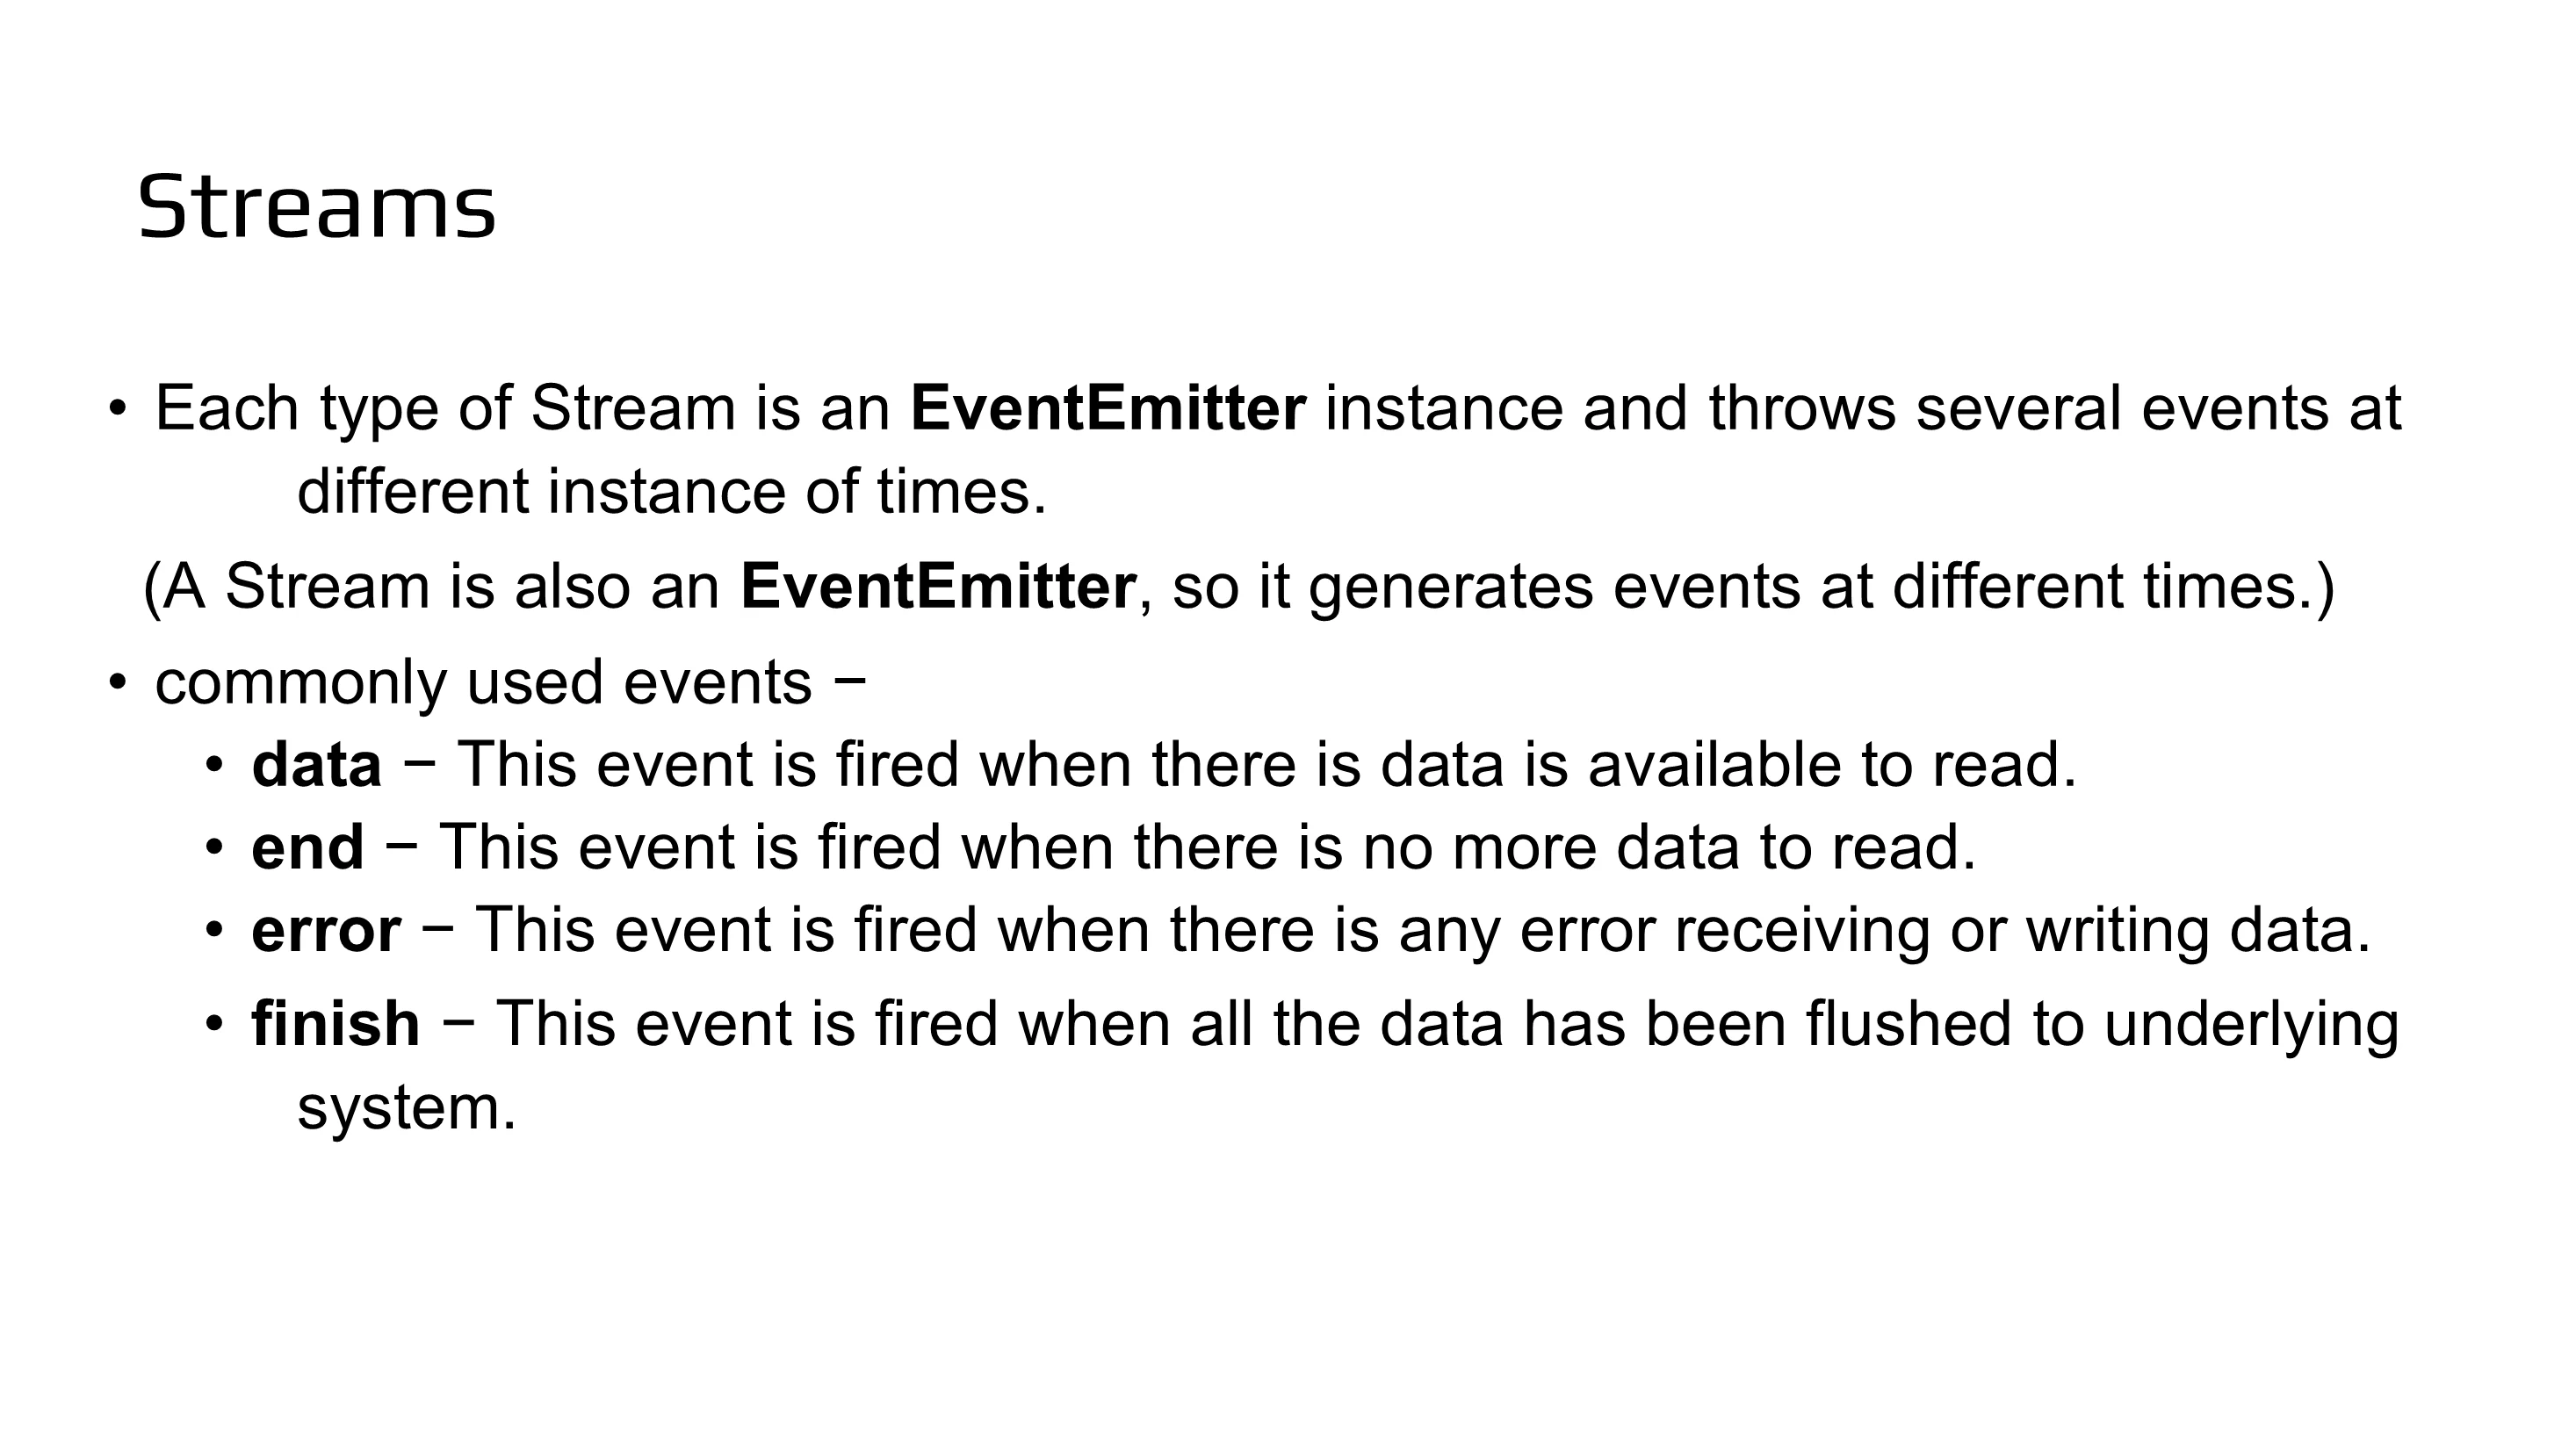 Streams
• Each type of Stream is an EventEmitter instance and throws several events at
different instance of times.
(A Stream is also an EventEmitter, so it generates events at different times.)
• commonly used events −
• data − This event is fired when there is data is available to read.
• end − This event is fired when there is no more data to read.
• error − This event is fired when there is any error receiving or writing data.
• finish − This event is fired when all the data has been flushed to underlying
system.